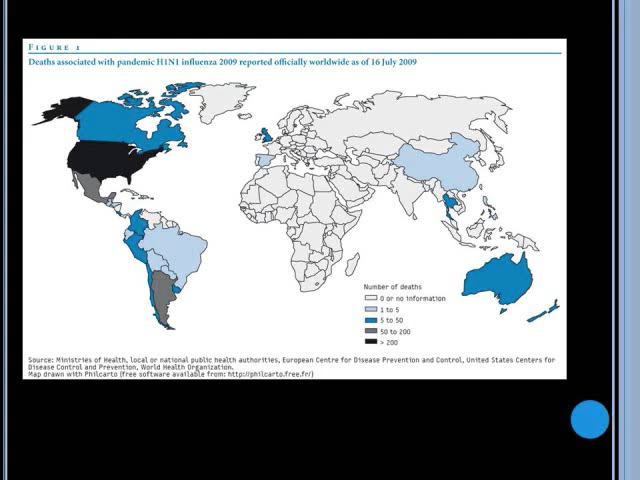 FIGURE 1
Deaths associated with pandemic H1N1 influenza 2009 reported officially worldwide as of 16 July 2009
Number of deaths
0 or no information
1 to 5
5 to 50
50 to 200
> 200
Source: Ministries of Health, local or national public health authorities, European Centre for Disease Prevention and Control, United States Centers for
Disease Control and Prevention, World Health Organization.
Map drawn with Philcarto (free software available from: http://philcarto.free.fr/)